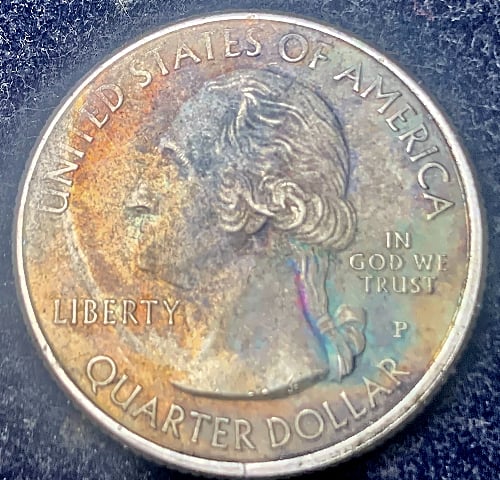 UNITED STATES OF AMERICA
IN
GOD WE
TRUST
LIBERTY
P
QUARTER DOLLAR